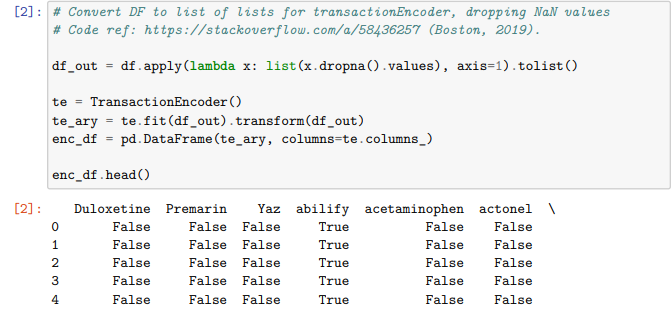 [2]: # Convert DF to list of lists for transactionEncoder, dropping NaN values
# Code ref: https://stackoverflow.com/a/58436257 (Boston, 2019).
df_out = df.apply(lambda x: list(x.dropna().values), axis=1).tolist()
te = TransactionEncoder()
te_ary = te.fit(df_out).transform(df_out)
enc_df = pd.DataFrame(te_ary, columns=te.columns_)
enc_df.head()
[2]: Duloxetine Premarin Yaz abilify acetaminophen actonel \
0 False False False True False False
1 False False False True False False
2 False False False True False False
3 False False False True False False
4 False False False True False False